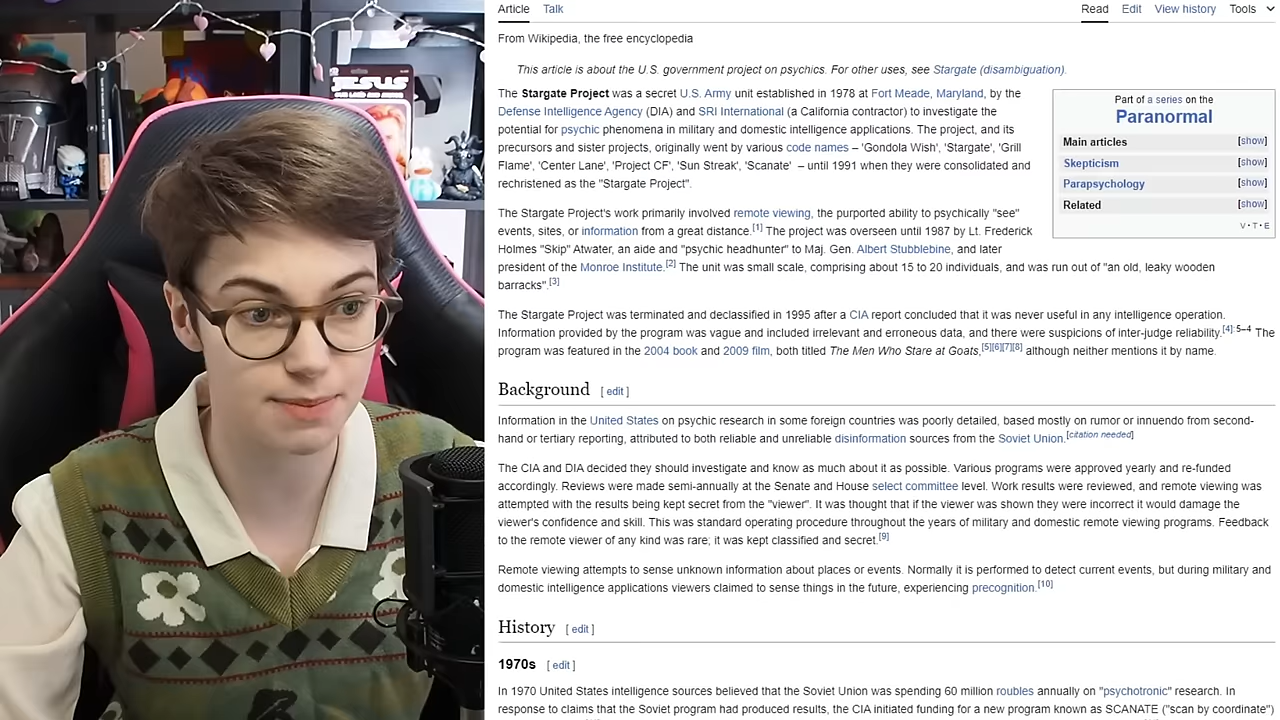 Article Talk Read Edit View history Tools
From Wikipedia, the free encyclopedia
This article is about the U.S. government project on psychics. For other uses, see Stargate (disambiguation).
The Stargate Project was a secret U.S. Army unit established in 1978 at Fort Meade, Maryland, by the
Defense Intelligence Agency (DIA) and SRI International (a California contractor) to investigate the
potential for psychic phenomena in military and domestic intelligence applications. The project, and its
precursors and sister projects, originally went by various code names – 'Gondola Wish', 'Stargate', 'Grill
Flame', 'Center Lane', 'Project CF', 'Sun Streak', 'Scanate' – until 1991 when they were consolidated and
rechristened as the "Stargate Project".
Part of a series on the
Paranormal
Main articles [show]
Skepticism [show]
Parapsychology [show]
Related [show]
V · T · E
The Stargate Project's work primarily involved remote viewing, the purported ability to psychically "see"
events, sites, or information from a great distance.[1] The project was overseen until 1987 by Lt. Frederick
Holmes "Skip" Atwater, an aide and "psychic headhunter" to Maj. Gen. Albert Stubblebine, and later
president of the Monroe Institute.[2] The unit was small scale, comprising about 15 to 20 individuals, and was run out of "an old, leaky wooden
barracks".[3]
The Stargate Project was terminated and declassified in 1995 after a CIA report concluded that it was never useful in any intelligence operation.
Information provided by the program was vague and included irrelevant and erroneous data, and there were suspicions of inter-judge reliability.[4]:5–4 The
program was featured in the 2004 book and 2009 film, both titled The Men Who Stare at Goats,[5][6][7][8] although neither mentions it by name.
Background [ edit ]
Information in the United States on psychic research in some foreign countries was poorly detailed, based mostly on rumor or innuendo from second-
hand or tertiary reporting, attributed to both reliable and unreliable disinformation sources from the Soviet Union.[citation needed]
The CIA and DIA decided they should investigate and know as much about it as possible. Various programs were approved yearly and re-funded
accordingly. Reviews were made semi-annually at the Senate and House select committee level. Work results were reviewed, and remote viewing was
attempted with the results being kept secret from the "viewer". It was thought that if the viewer was shown they were incorrect it would damage the
viewer's confidence and skill. This was standard operating procedure throughout the years of military and domestic remote viewing programs. Feedback
to the remote viewer of any kind was rare; it was kept classified and secret.[9]
Remote viewing attempts to sense unknown information about places or events. Normally it is performed to detect current events, but during military and
domestic intelligence applications viewers claimed to sense things in the future, experiencing precognition.[10]
History [ edit ]
1970s [ edit ]
In 1970 United States intelligence sources believed that the Soviet Union was spending 60 million roubles annually on "psychotronic" research. In
response to claims that the Soviet program had produced results, the CIA initiated funding for a new program known as SCANATE ("scan by coordinate")
JESUS